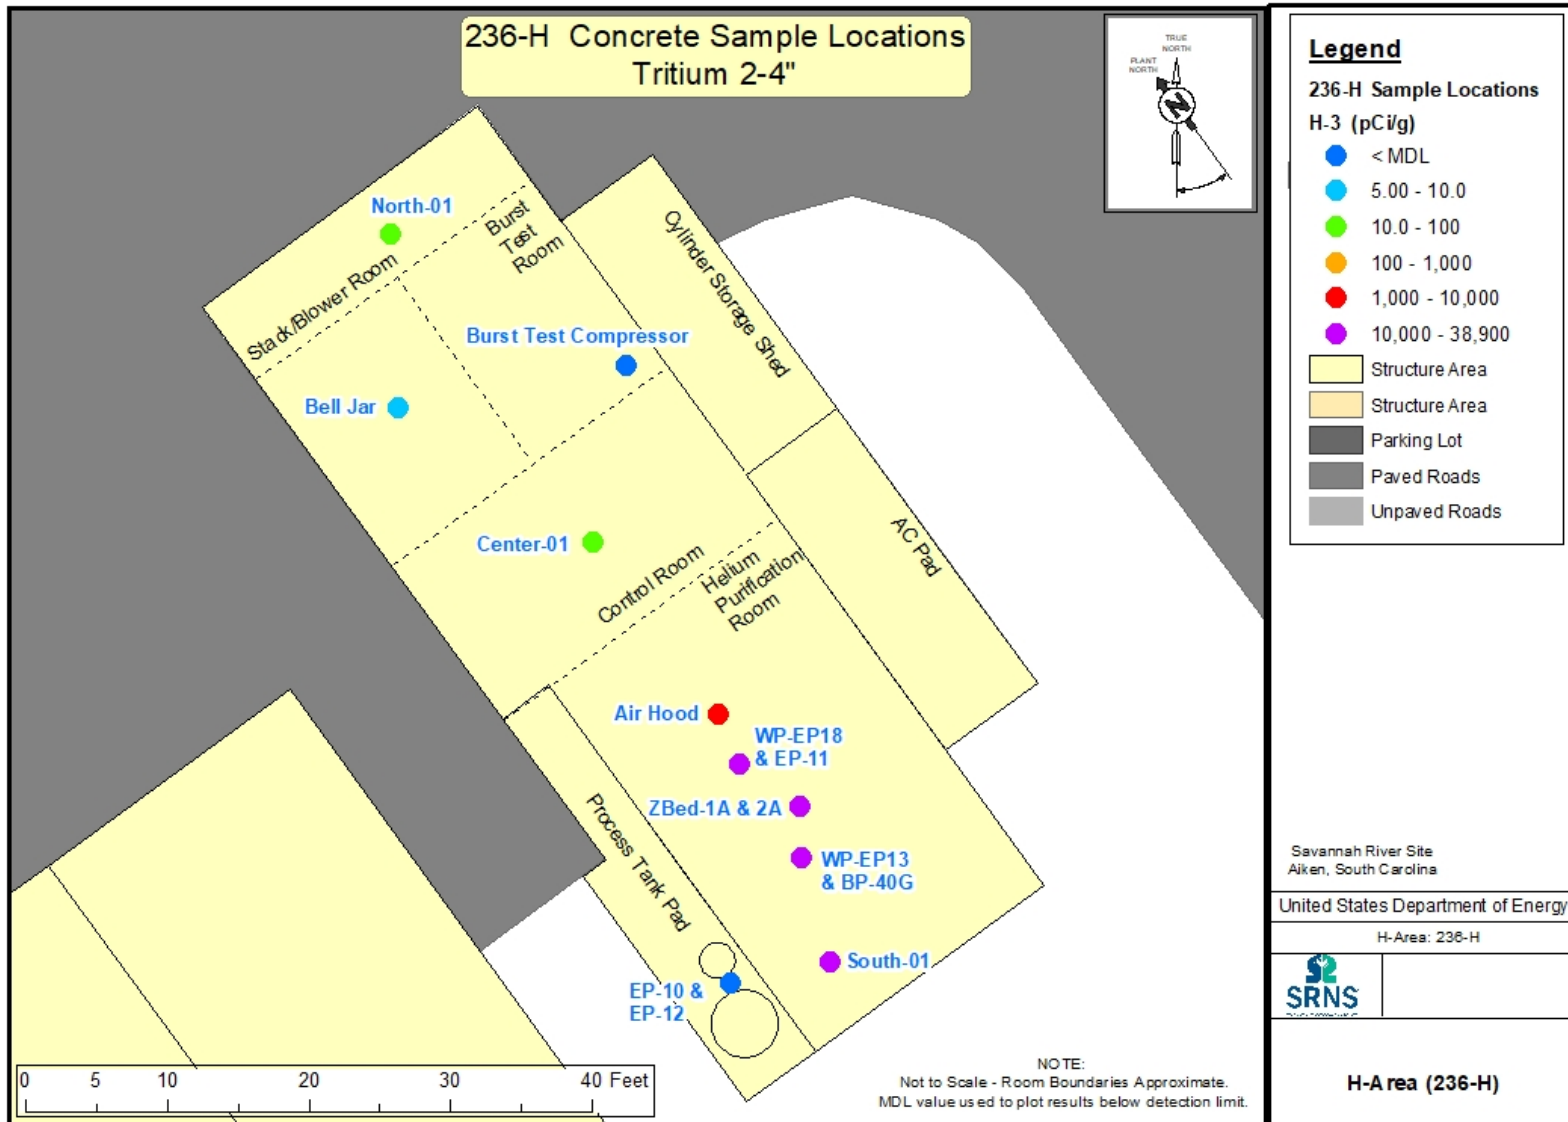 236-H Concrete Sample Locations
Tritium 2-4"
TRUE
NORTH
PLANT
NORTH
N
North-01
Burst
Test
Room
Stack/Blower Room
Cylinder Storage Shed
Burst Test Compressor
Bell Jar
Center-01
Control Room
Helium
Purification
Room
AC Pad
Air Hood
WP-EP18
& EP-11
ZBed-1A & 2A
WP-EP13
& BP-40G
Process Tank Pad
South-01
EP-10 &
EP-12
0 5 10 20 30 40 Feet
NOTE:
Not to Scale - Room Boundaries Approximate.
MDL value used to plot results below detection limit.
Legend
236-H Sample Locations
H-3 (pCi/g)
< MDL
5.00 - 10.0
10.0 - 100
100 - 1,000
1,000 - 10,000
10,000 - 38,900
Structure Area
Structure Area
Parking Lot
Paved Roads
Unpaved Roads
Savannah River Site
Aiken, South Carolina
United States Department of Energy
H-Area: 236-H
SRNS
H-Area (236-H)